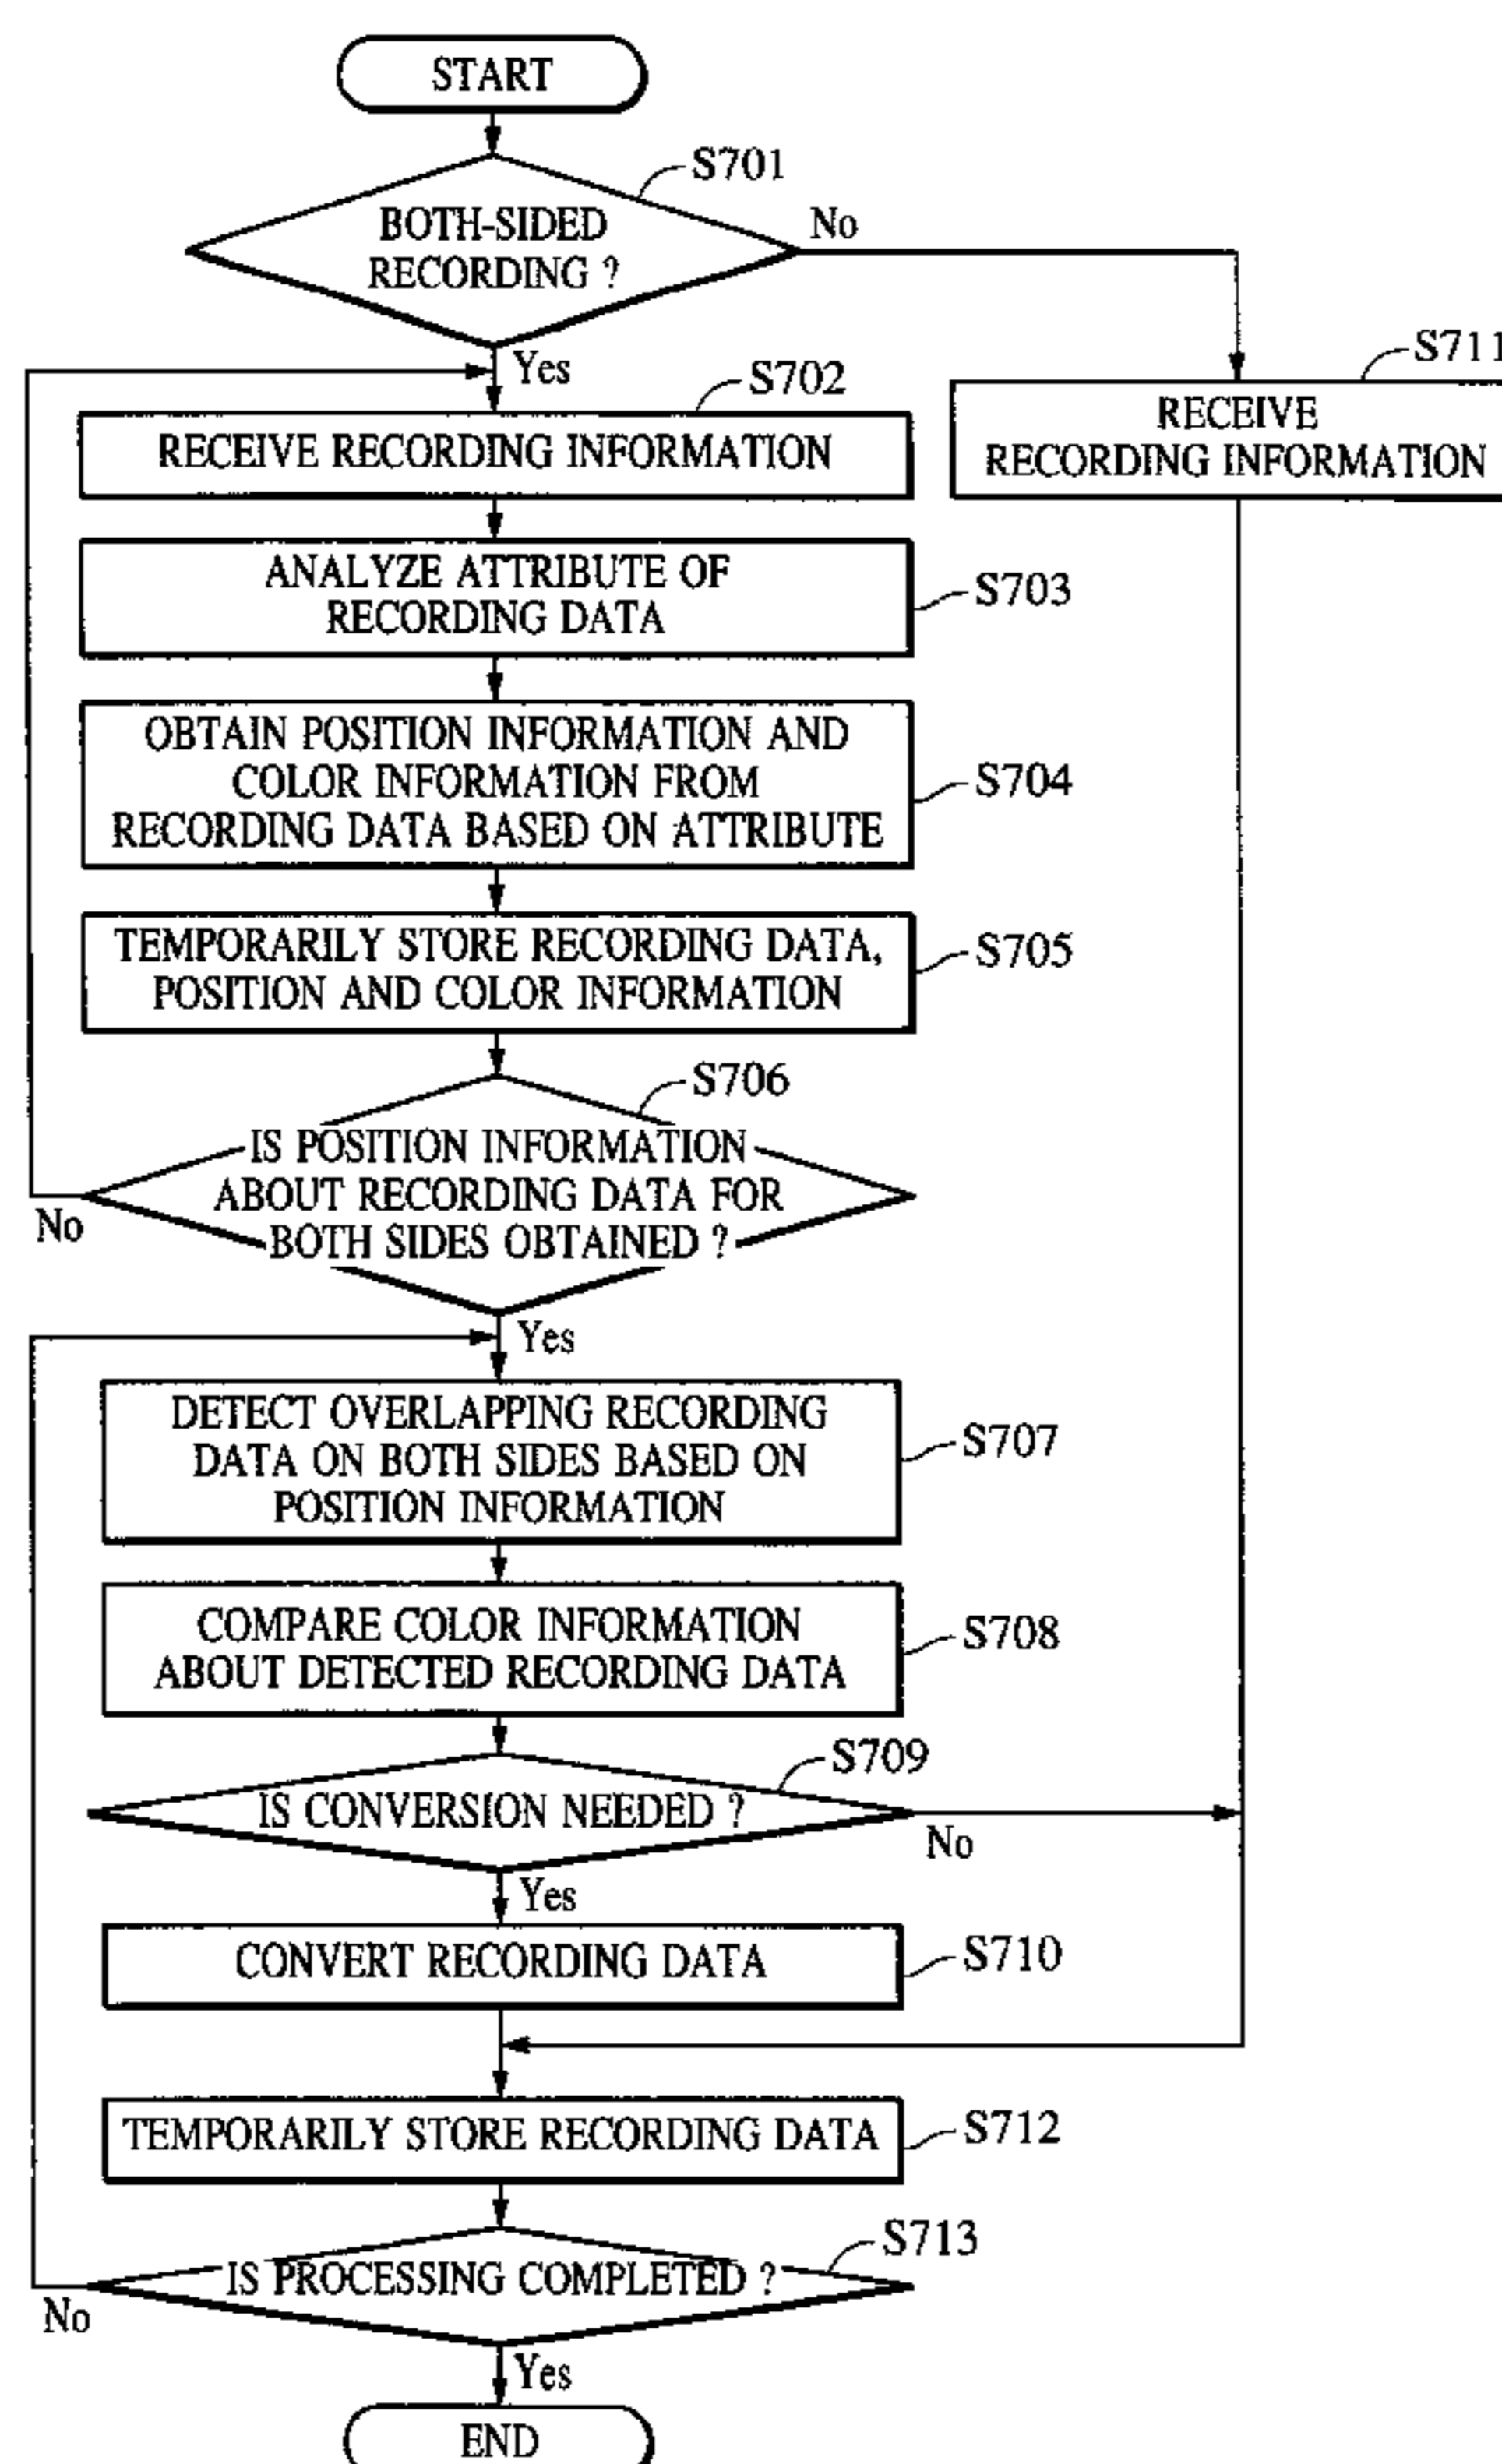 START
S701
BOTH-SIDED
RECORDING ?
No
Yes
S702
RECEIVE RECORDING INFORMATION
S711
RECEIVE
RECORDING INFORMATION
ANALYZE ATTRIBUTE OF
RECORDING DATA
S703
OBTAIN POSITION INFORMATION AND
COLOR INFORMATION FROM
RECORDING DATA BASED ON ATTRIBUTE
S704
TEMPORARILY STORE RECORDING DATA,
POSITION AND COLOR INFORMATION
S705
S706
IS POSITION INFORMATION
ABOUT RECORDING DATA FOR
BOTH SIDES OBTAINED ?
No
Yes
DETECT OVERLAPPING RECORDING
DATA ON BOTH SIDES BASED ON
POSITION INFORMATION
S707
COMPARE COLOR INFORMATION
ABOUT DETECTED RECORDING DATA
S708
S709
IS CONVERSION NEEDED ?
No
Yes
CONVERT RECORDING DATA
S710
TEMPORARILY STORE RECORDING DATA
S712
S713
IS PROCESSING COMPLETED ?
No
Yes
END